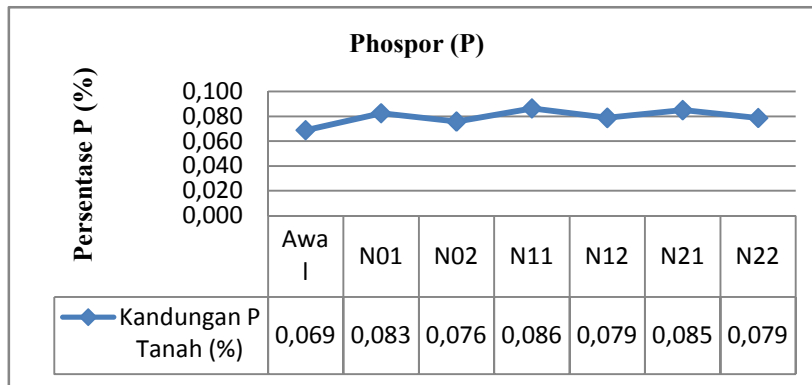 Phospor (P)
Persentase P (%)
0,100
0,080
0,060
0,040
0,020
0,000
Awa
l
N01 N02 N11 N12 N21 N22
Kandungan P
Tanah (%)
0,069 0,083 0,076 0,086 0,079 0,085 0,079